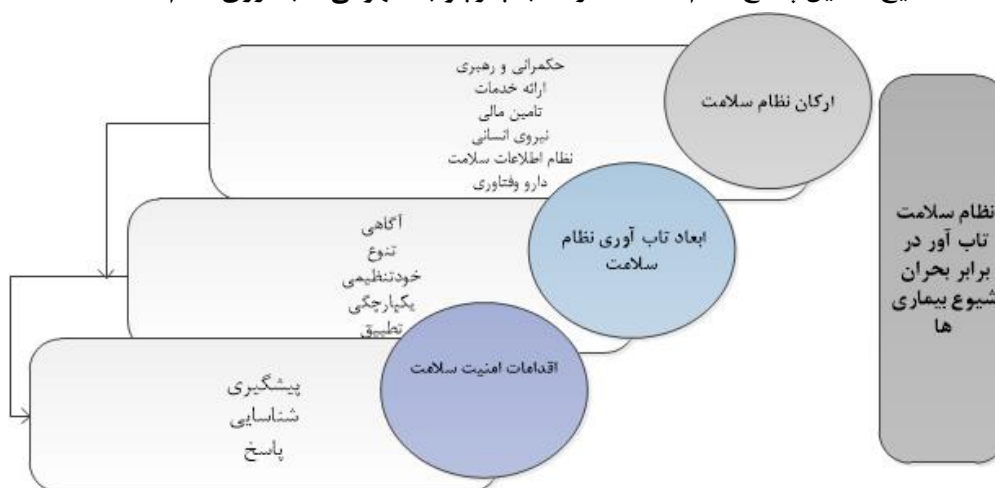 ارکان نظام سلامت
حکمرانی و رهبری
ارائه خدمات
تامین مالی
نیروی انسانی
نظام اطلاعات سلامت
دارو وفتاوری
ابعاد تاب آوری نظام
سلامت
آگاهی
تنوع
خودتنظیمی
یکپارچگی
تطبیق
اقدامات امنیت سلامت
پیشگیری
شناسایی
پاسخ
نظام سلامت
تاب آور در
برابر بحران
شیوع بیماری
ها